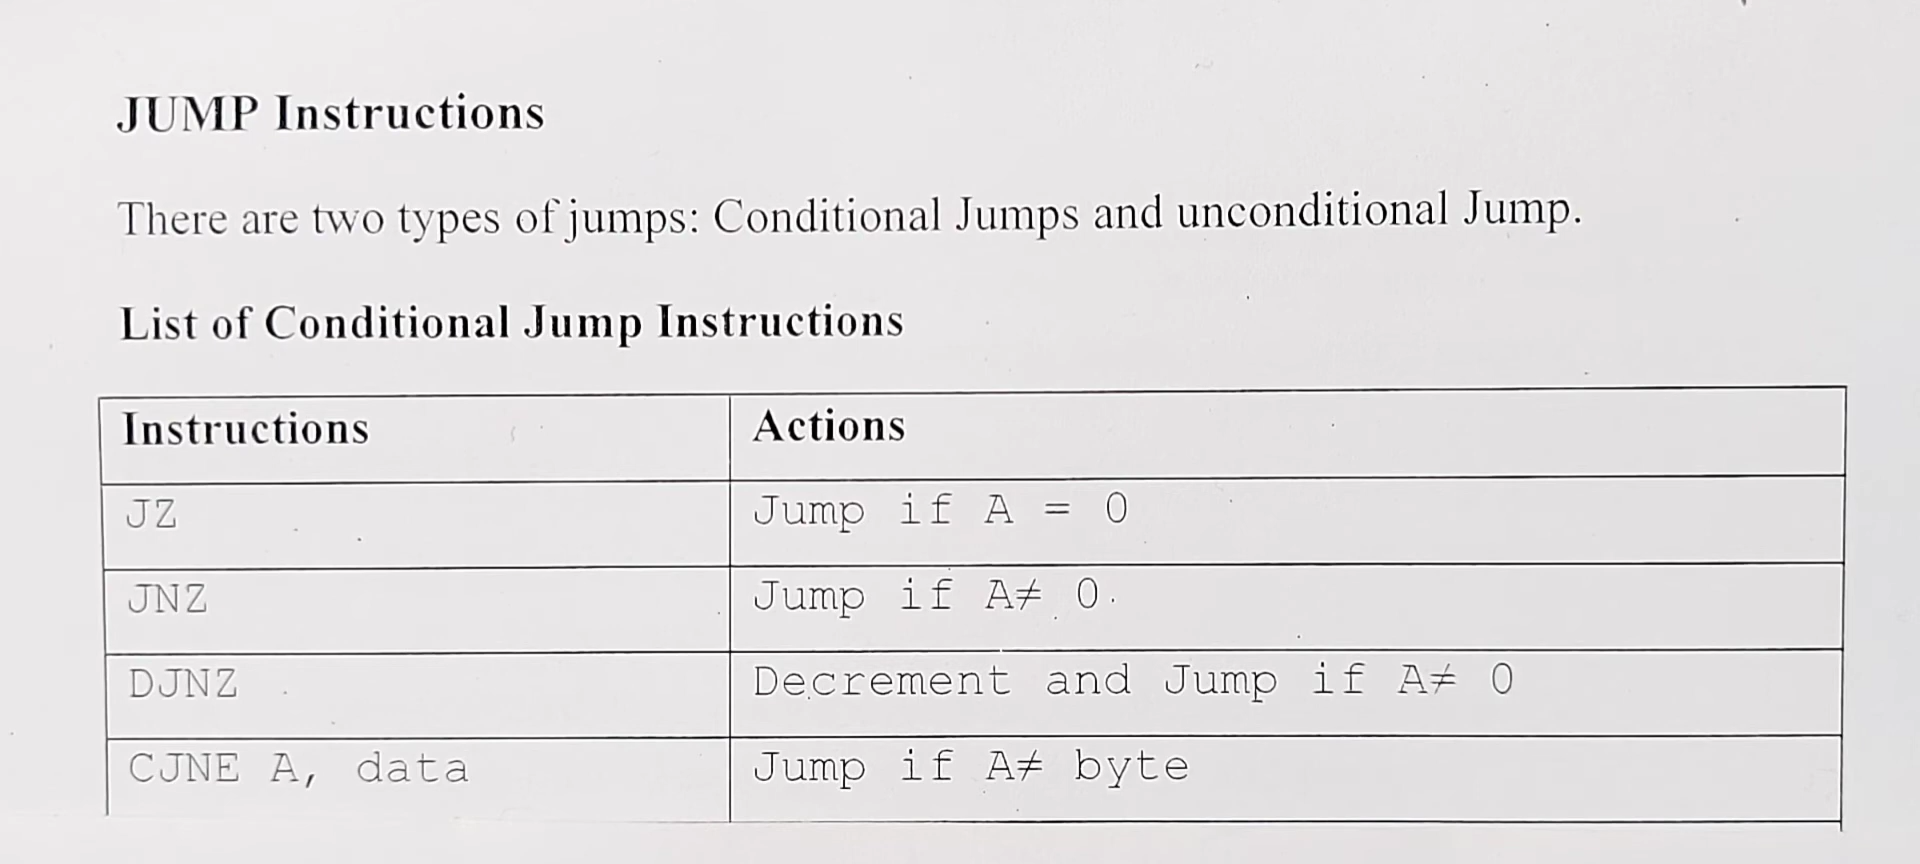 JUMP Instructions
There are two types of jumps: Conditional Jumps and unconditional Jump.
List of Conditional Jump Instructions
Instructions Actions
JZ Jump if A = 0
JNZ Jump if A≠ 0
DJNZ Decrement and Jump if A≠ 0
CJNE A, data Jump if A≠ byte